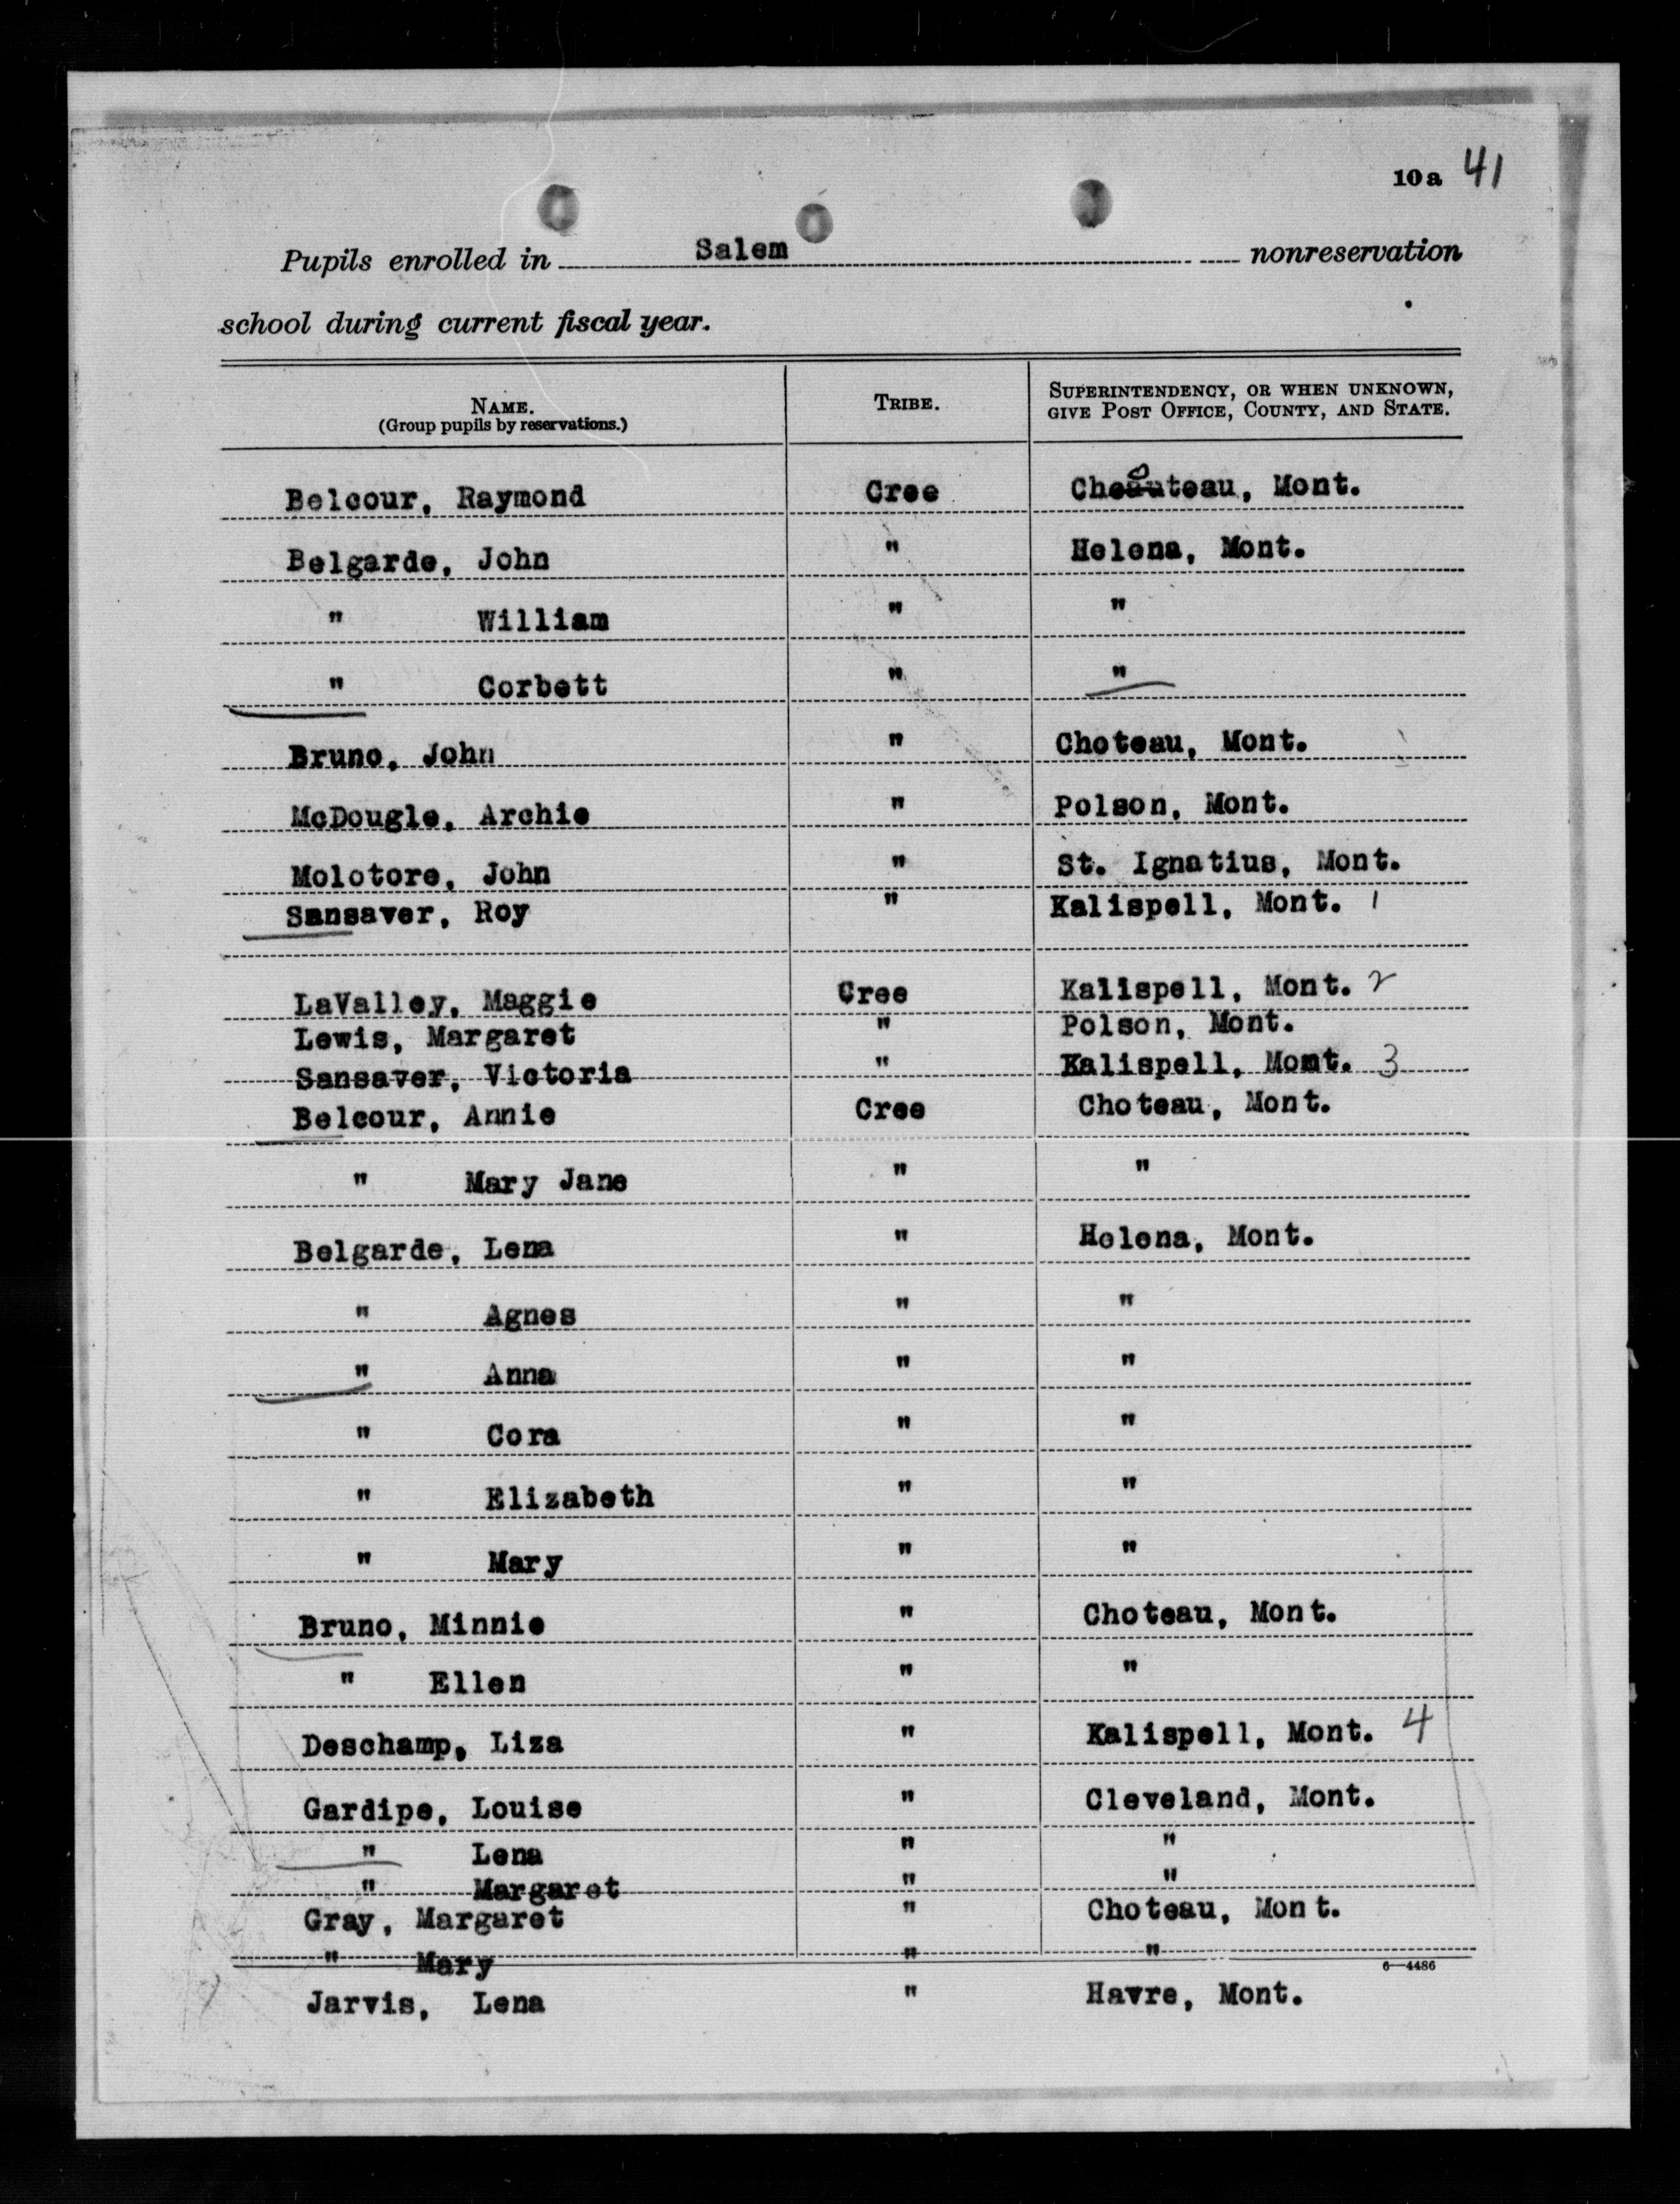 10a 41
Pupils enrolled in Salem nonreservation
school during current fiscal year.
NAME. TRIBE. SUPERINTENDENCY, OR WHEN UNKNOWN,
(Group pupils by reservations.) GIVE POST OFFICE, COUNTY, AND STATE.
Belcour, Raymond Cree Choteau, Mont.
Belgarde, John " Helena, Mont.
" William " "
" Corbett " "
Bruno, John " Choteau, Mont.
McDougle, Archie " Polson, Mont.
Molotore, John " St. Ignatius, Mont.
Sansaver, Roy " Kalispell, Mont. 1
LaValley, Maggie Cree Kalispell, Mont. 2
Lewis, Margaret " Polson, Mont.
Sansaver, Victoria " Kalispell, Mont. 3
Belcour, Annie Cree Choteau, Mont.
" Mary Jane " "
Belgarde, Lena " Helena, Mont.
" Agnes " "
" Anna " "
" Cora " "
" Elizabeth " "
" Mary " "
Bruno, Minnie " Choteau, Mont.
" Ellen " "
Deschamp, Liza " Kalispell, Mont. 4
Gardipe, Louise " Cleveland, Mont.
" Lena " "
" Margaret " "
Gray, Margaret " Choteau, Mont.
" Mary " "
6—4486
Jarvis, Lena " Havre, Mont.